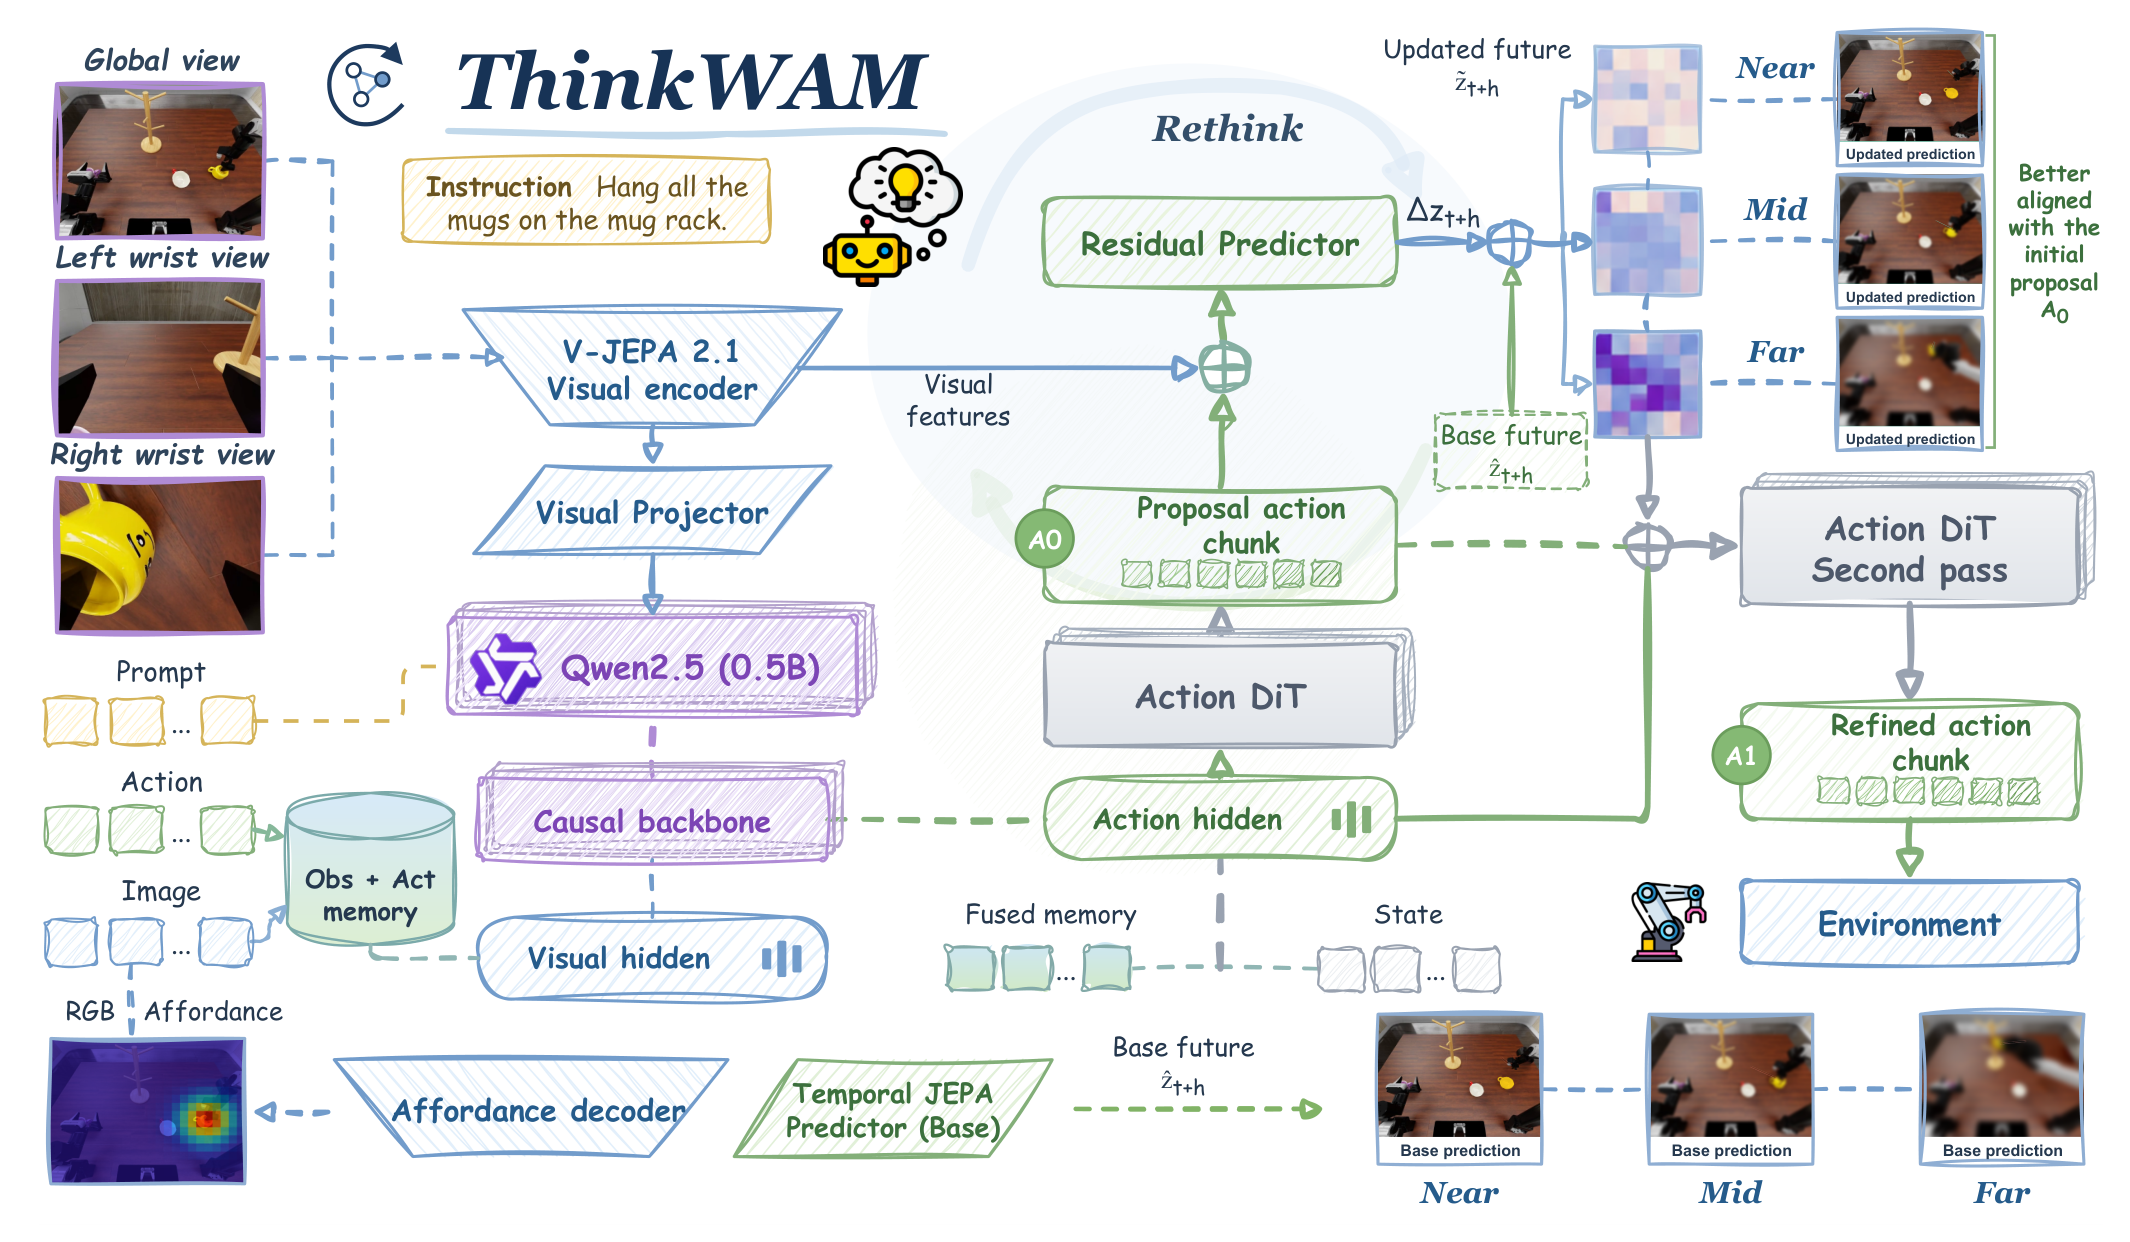 ThinkWAM
Global view
Left wrist view
Right wrist view
Instruction Hang all the
mugs on the mug rack.
V-JEPA 2.1
Visual encoder
Visual
features
Visual Projector
Qwen2.5 (0.5B)
Causal backbone
Visual hidden
Prompt
...
Action
...
Image
...
Obs + Act
memory
RGB
Affordance
Affordance decoder
Temporal JEPA
Predictor (Base)
Base future
ẑt+h
Base prediction
Base prediction
Base prediction
Near
Mid
Far
Rethink
Residual Predictor
Δzt+h
Updated future
z̃t+h
Base future
ẑt+h
A0
Proposal action
chunk
Action DiT
Action hidden
Fused memory
...
State
...
Near
Mid
Far
Updated prediction
Updated prediction
Updated prediction
Better
aligned
with the
initial
proposal
A0
Action DiT
Second pass
A1
Refined action
chunk
Environment